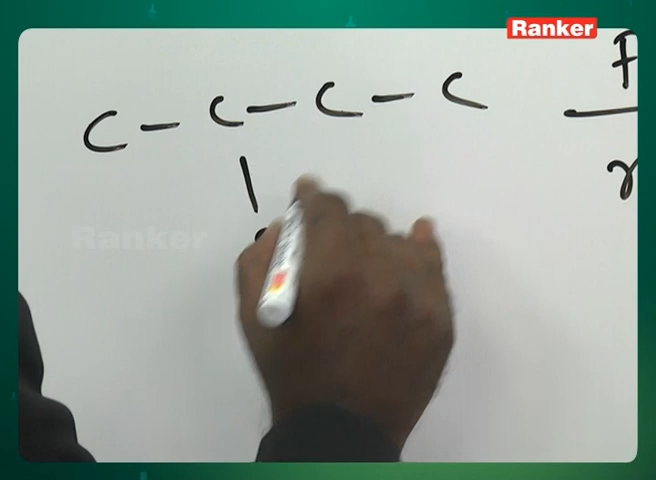 Ranker
C - C - C - C
|
Ranker